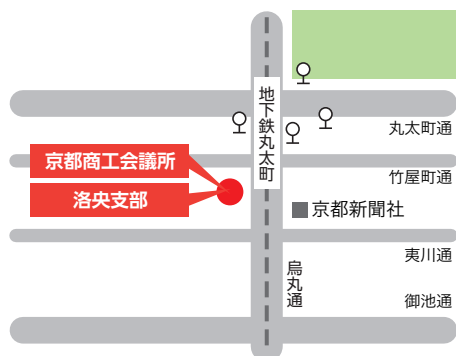 地下鉄丸太町
丸太町通
京都商工会議所
竹屋町通
洛央支部
京都新聞社
夷川通
烏丸通
御池通